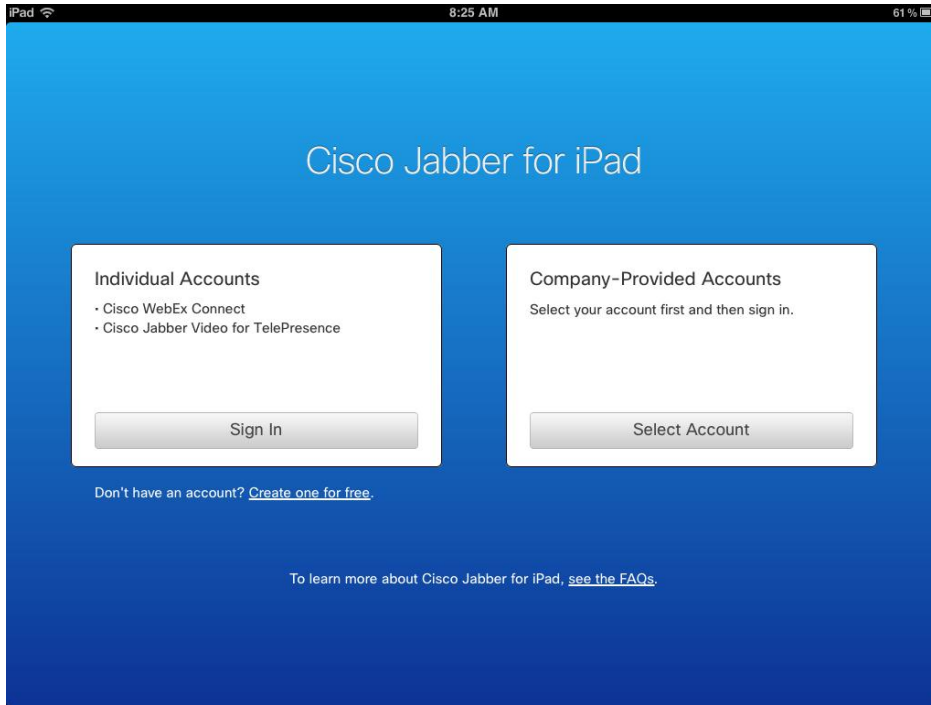 iPad
8:25 AM
61%
Cisco Jabber for iPad
Individual Accounts
• Cisco WebEx Connect
• Cisco Jabber Video for TelePresence
Sign In
Company-Provided Accounts
Select your account first and then sign in.
Select Account
Don't have an account? Create one for free.
To learn more about Cisco Jabber for iPad, see the FAQs.